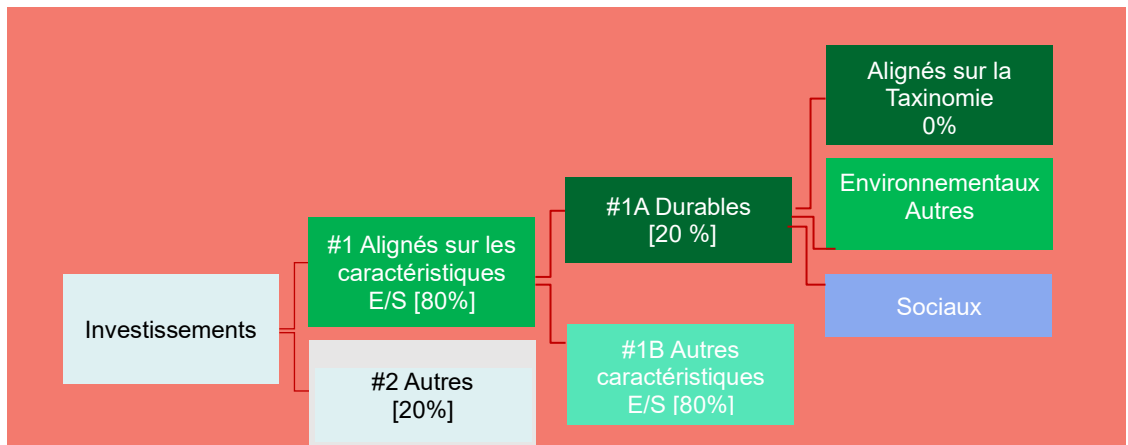 Investissements
#1 Alignés sur les
caractéristiques
E/S [80%]
#2 Autres
[20%]
#1A Durables
[20 %]
#1B Autres
caractéristiques
E/S [80%]
Alignés sur la
Taxinomie
0%
Environnementaux
Autres
Sociaux